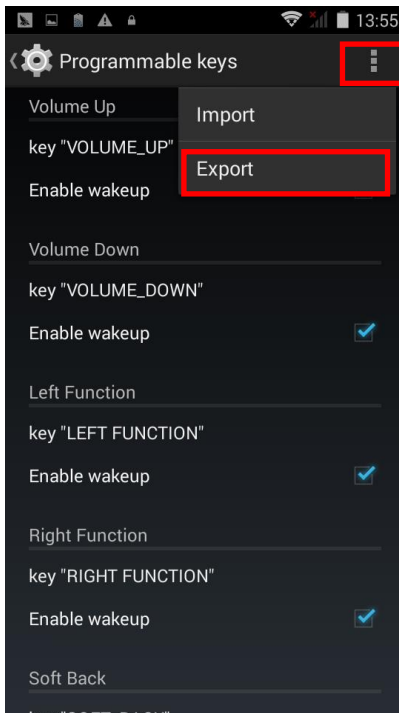 13:55
Programmable keys
Volume Up
Import
key "VOLUME_UP"
Export
Enable wakeup
Volume Down
key "VOLUME_DOWN"
Enable wakeup
Left Function
key "LEFT FUNCTION"
Enable wakeup
Right Function
key "RIGHT FUNCTION"
Enable wakeup
Soft Back